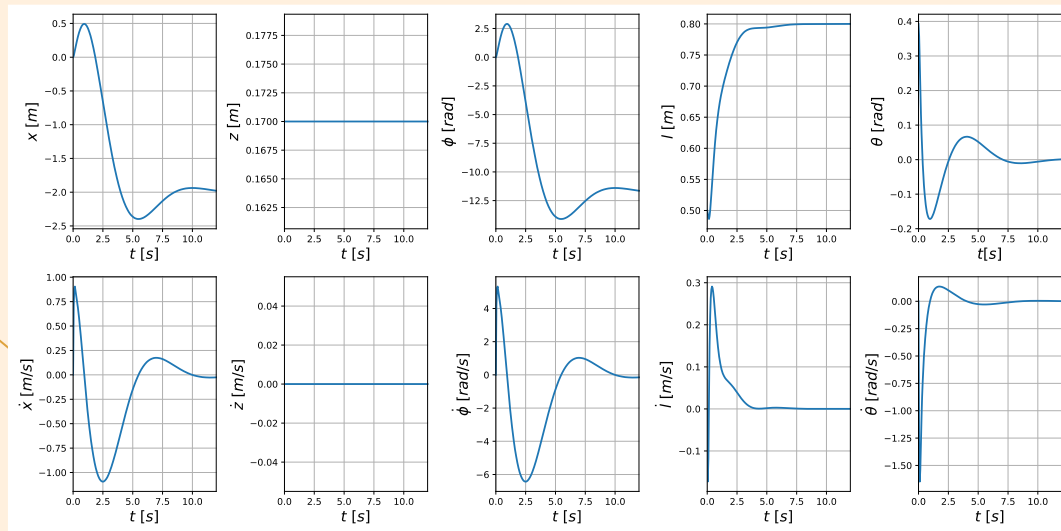 0.5
0.0
−0.5
−1.0
−1.5
−2.0
−2.5
x [m]
0.0 2.5 5.0 7.5 10.0
t [s]
0.1775
0.1750
0.1725
0.1700
0.1675
0.1650
0.1625
z [m]
0.0 2.5 5.0 7.5 10.0
t [s]
2.5
0.0
−2.5
−5.0
−7.5
−10.0
−12.5
ϕ [rad]
0.0 2.5 5.0 7.5 10.0
t [s]
0.80
0.75
0.70
0.65
0.60
0.55
0.50
l [m]
0.0 2.5 5.0 7.5 10.0
t [s]
0.4
0.3
0.2
0.1
0.0
−0.1
−0.2
θ [rad]
0.0 2.5 5.0 7.5 10.0
t[s]
1.00
0.75
0.50
0.25
0.00
−0.25
−0.50
−0.75
−1.00
ẋ [m/s]
0.0 2.5 5.0 7.5 10.0
t [s]
0.04
0.02
0.00
−0.02
−0.04
ż [m/s]
0.0 2.5 5.0 7.5 10.0
t [s]
4
2
0
−2
−4
−6
ϕ̇ [rad/s]
0.0 2.5 5.0 7.5 10.0
t [s]
0.3
0.2
0.1
0.0
−0.1
l̇ [m/s]
0.0 2.5 5.0 7.5 10.0
t [s]
0.00
−0.25
−0.50
−0.75
−1.00
−1.25
−1.50
θ̇ [rad/s]
0.0 2.5 5.0 7.5 10.0
t [s]